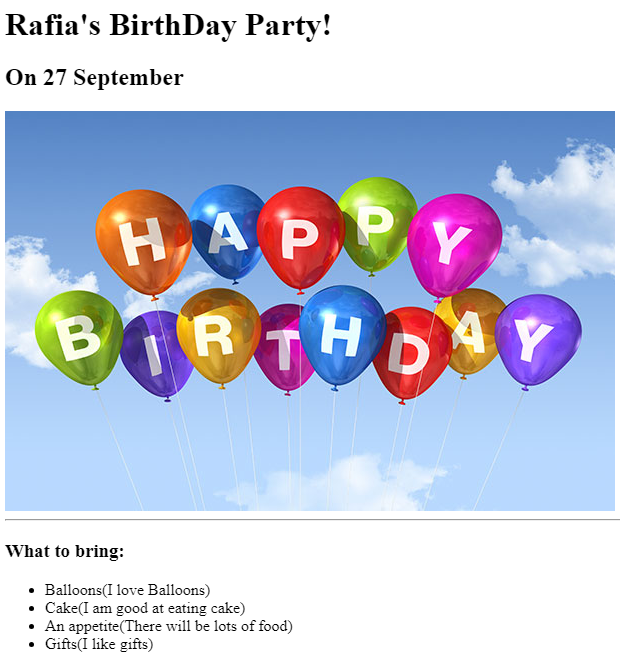 Rafia's BirthDay Party!
On 27 September
HAPPY
BIRTHDAY
What to bring:
Balloons(I love Balloons)
Cake(I am good at eating cake)
An appetite(There will be lots of food)
Gifts(I like gifts)